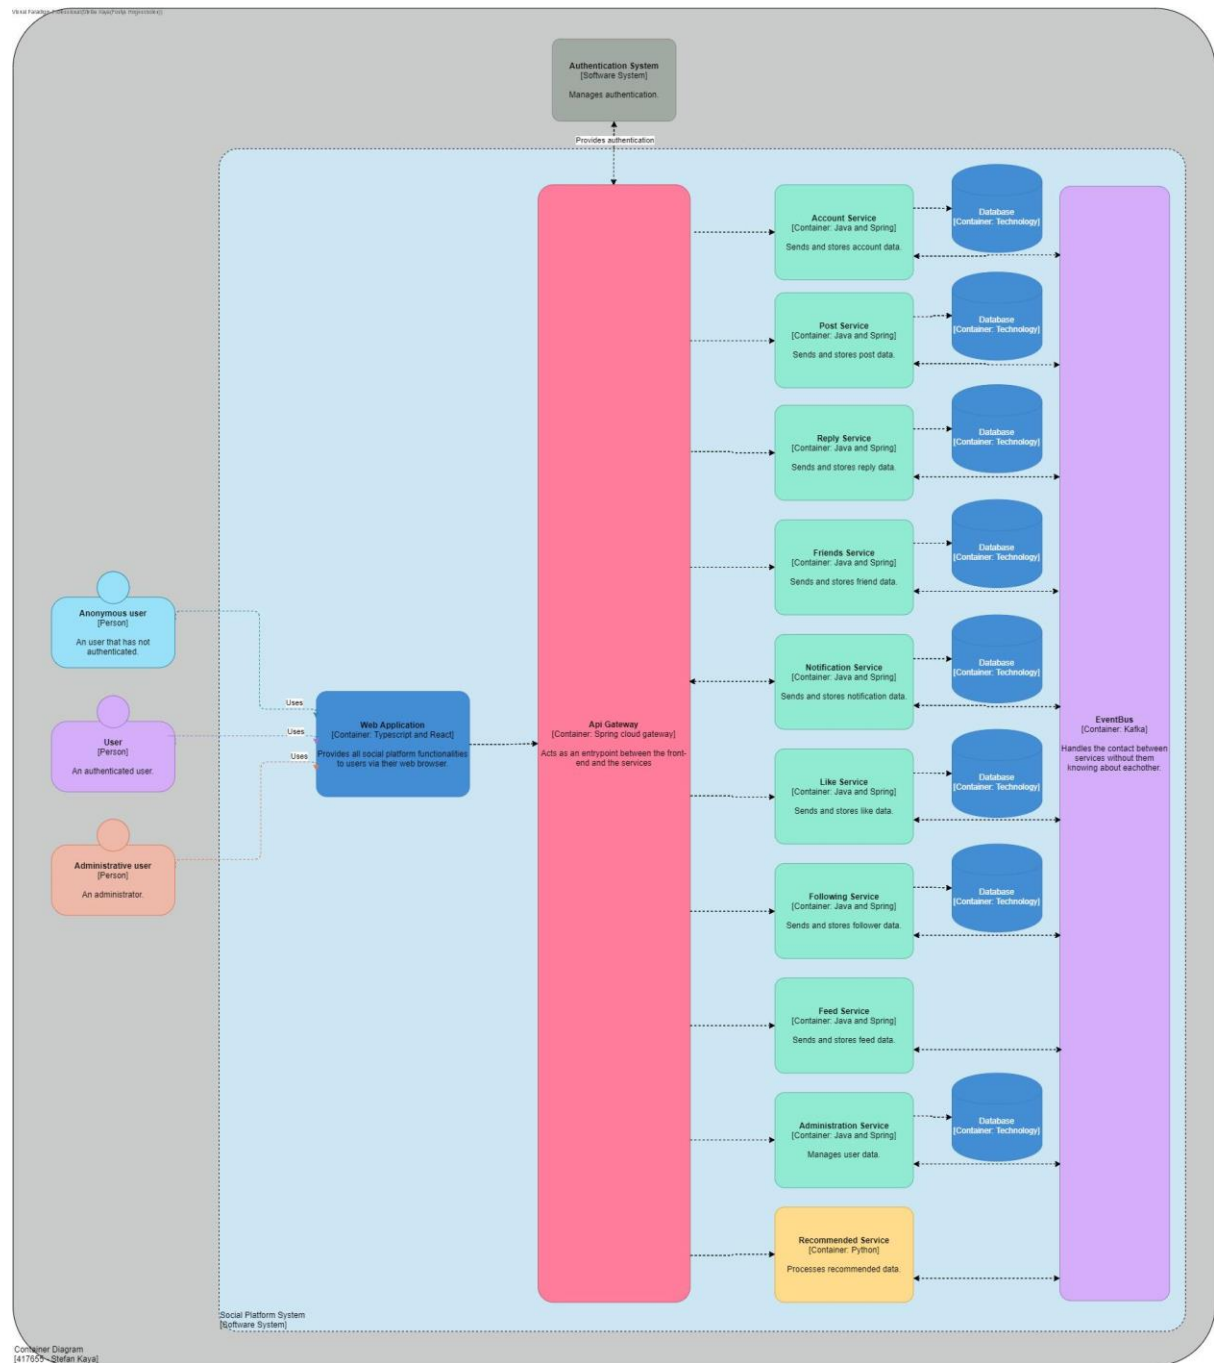 Authentication System
[Software System]
Manages authentication.
Provides authentication
Account Service
[Container: Java and Spring]
Sends and stores account data.
Database
[Container: Technology]
Post Service
[Container: Java and Spring]
Sends and stores post data.
Database
[Container: Technology]
Reply Service
[Container: Java and Spring]
Sends and stores reply data.
Database
[Container: Technology]
Friends Service
[Container: Java and Spring]
Sends and stores friend data.
Database
[Container: Technology]
Anonymous user
[Person]
An user that has not
authenticated.
Uses
User
[Person]
An authenticated user.
Uses
Administrative user
[Person]
An administrator.
Uses
Web Application
[Container: Typescript and React]
Provides all social platform functionalities
to users via their web browser.
Api Gateway
[Container: Spring cloud gateway]
Acts as an entrypoint between the front-
end and the services
Notification Service
[Container: Java and Spring]
Sends and stores notification data.
Database
[Container: Technology]
EventBus
[Container: Kafka]
Handles the contact between
services without them
knowing about eachother.
Like Service
[Container: Java and Spring]
Sends and stores like data.
Database
[Container: Technology]
Following Service
[Container: Java and Spring]
Sends and stores follower data.
Database
[Container: Technology]
Feed Service
[Container: Java and Spring]
Sends and stores feed data.
Administration Service
[Container: Java and Spring]
Manages user data.
Database
[Container: Technology]
Recommended Service
[Container: Python]
Processes recommended data.
Social Platform System
[Software System]
Container Diagram
[417655 - Stefan Kaya]